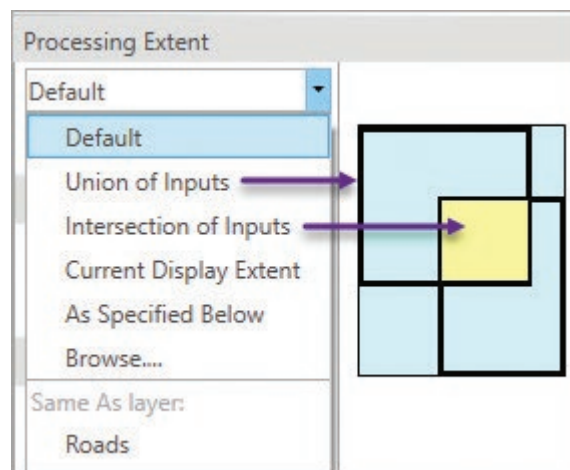 Processing Extent
Default
Default
Union of Inputs
Intersection of Inputs
Current Display Extent
As Specified Below
Browse....
Same As layer:
Roads